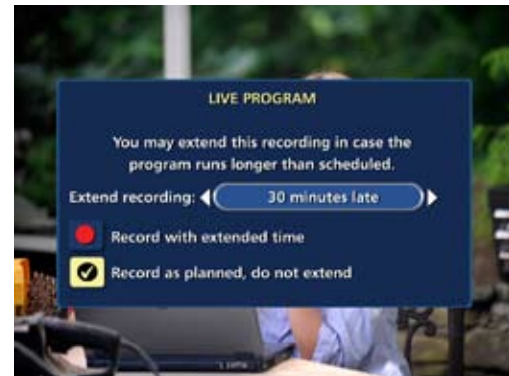 LIVE PROGRAM
You may extend this recording in case the
program runs longer than scheduled.
Extend recording: 30 minutes late
Record with extended time
Record as planned, do not extend